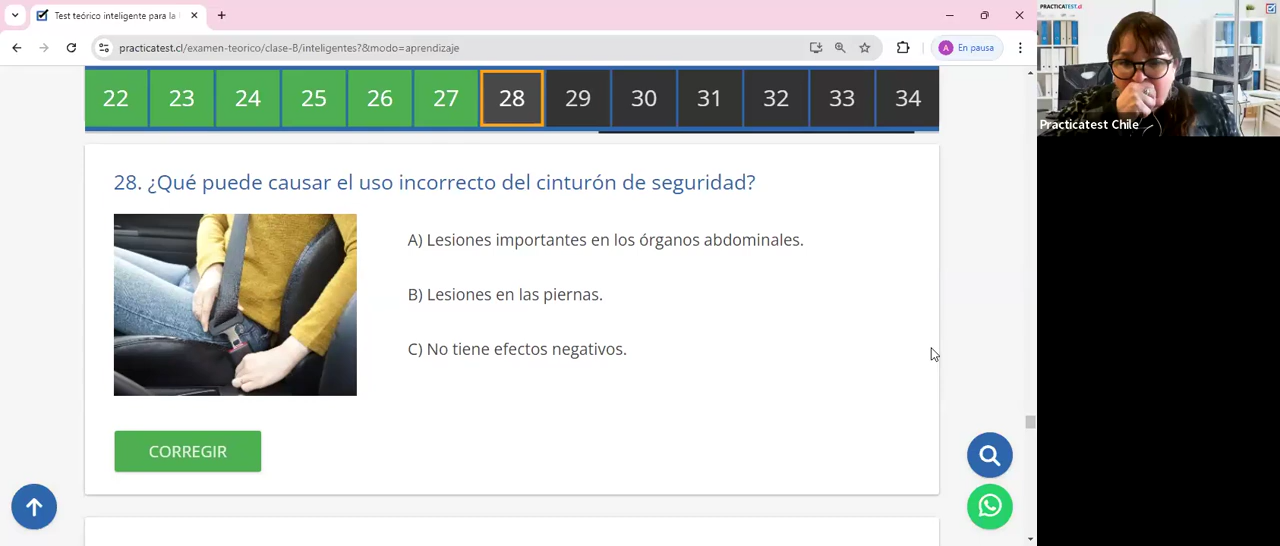 Test teórico inteligente para la
practicatest.cl/examen-teorico/clase-B/inteligentes?&modo=aprendizaje
A
En pausa
PRACTICATEST.cl
Practicatest Chile
22 23 24 25 26 27 28 29 30 31 32 33 34
28. ¿Qué puede causar el uso incorrecto del cinturón de seguridad?
A) Lesiones importantes en los órganos abdominales.
B) Lesiones en las piernas.
C) No tiene efectos negativos.
CORREGIR